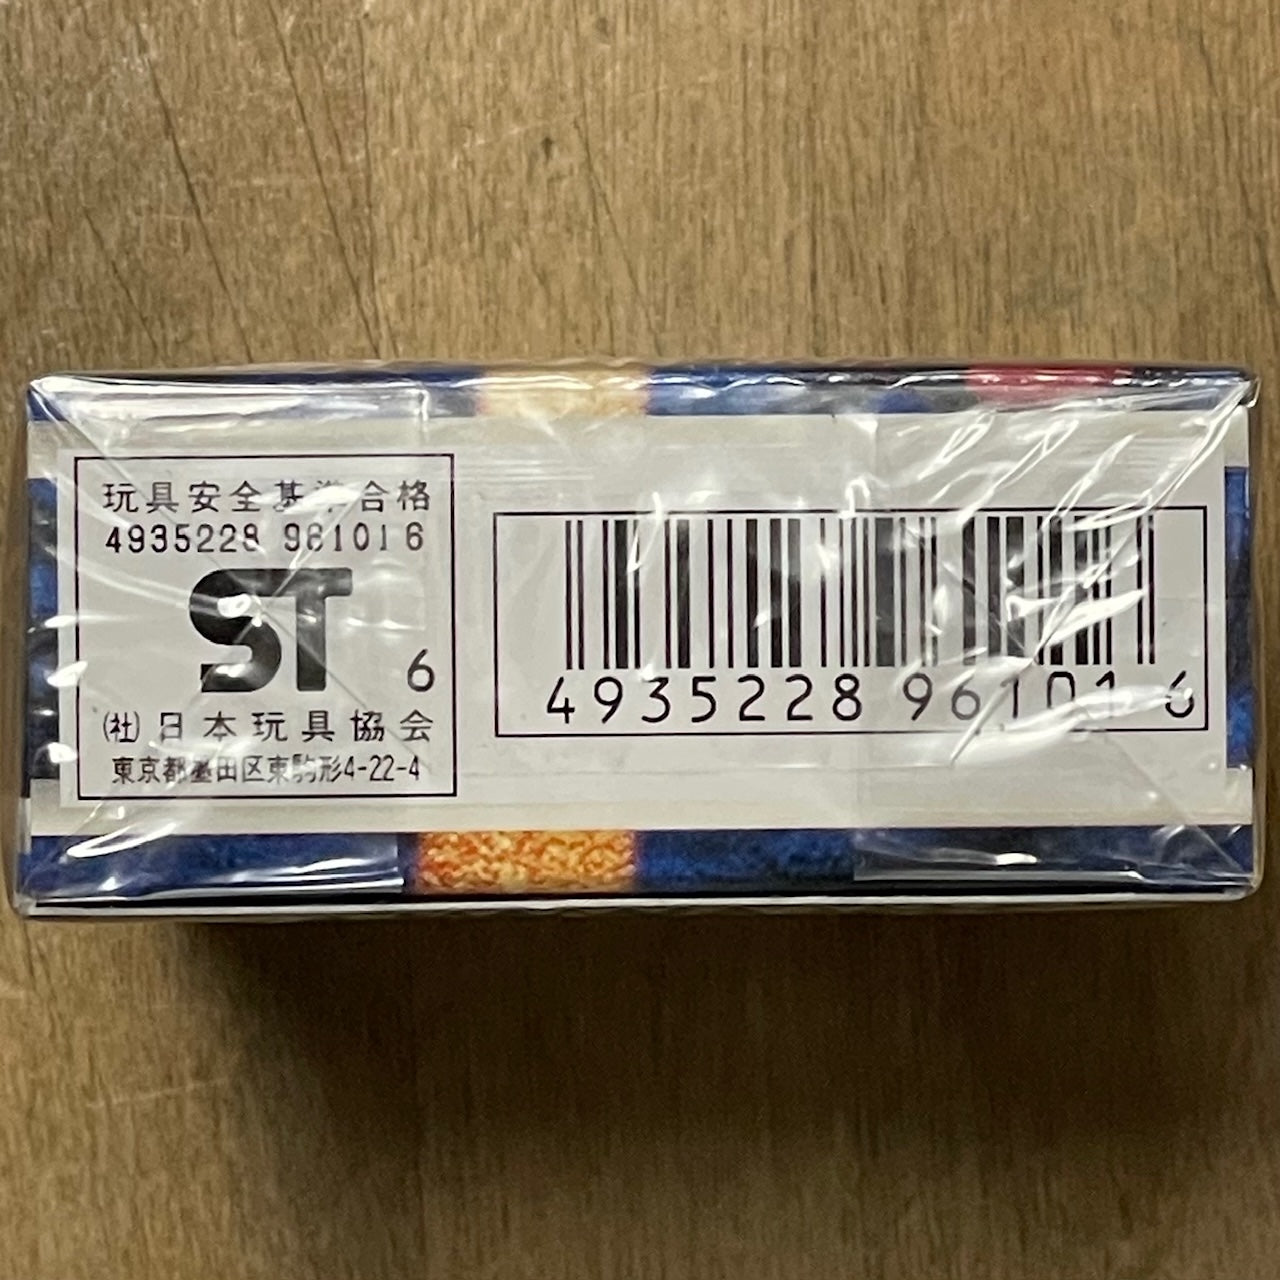 玩具安全基準合格
4935228 961016
ST 6
(社)日本玩具協会
東京都墨田区東駒形4-22-4
4935228 961016